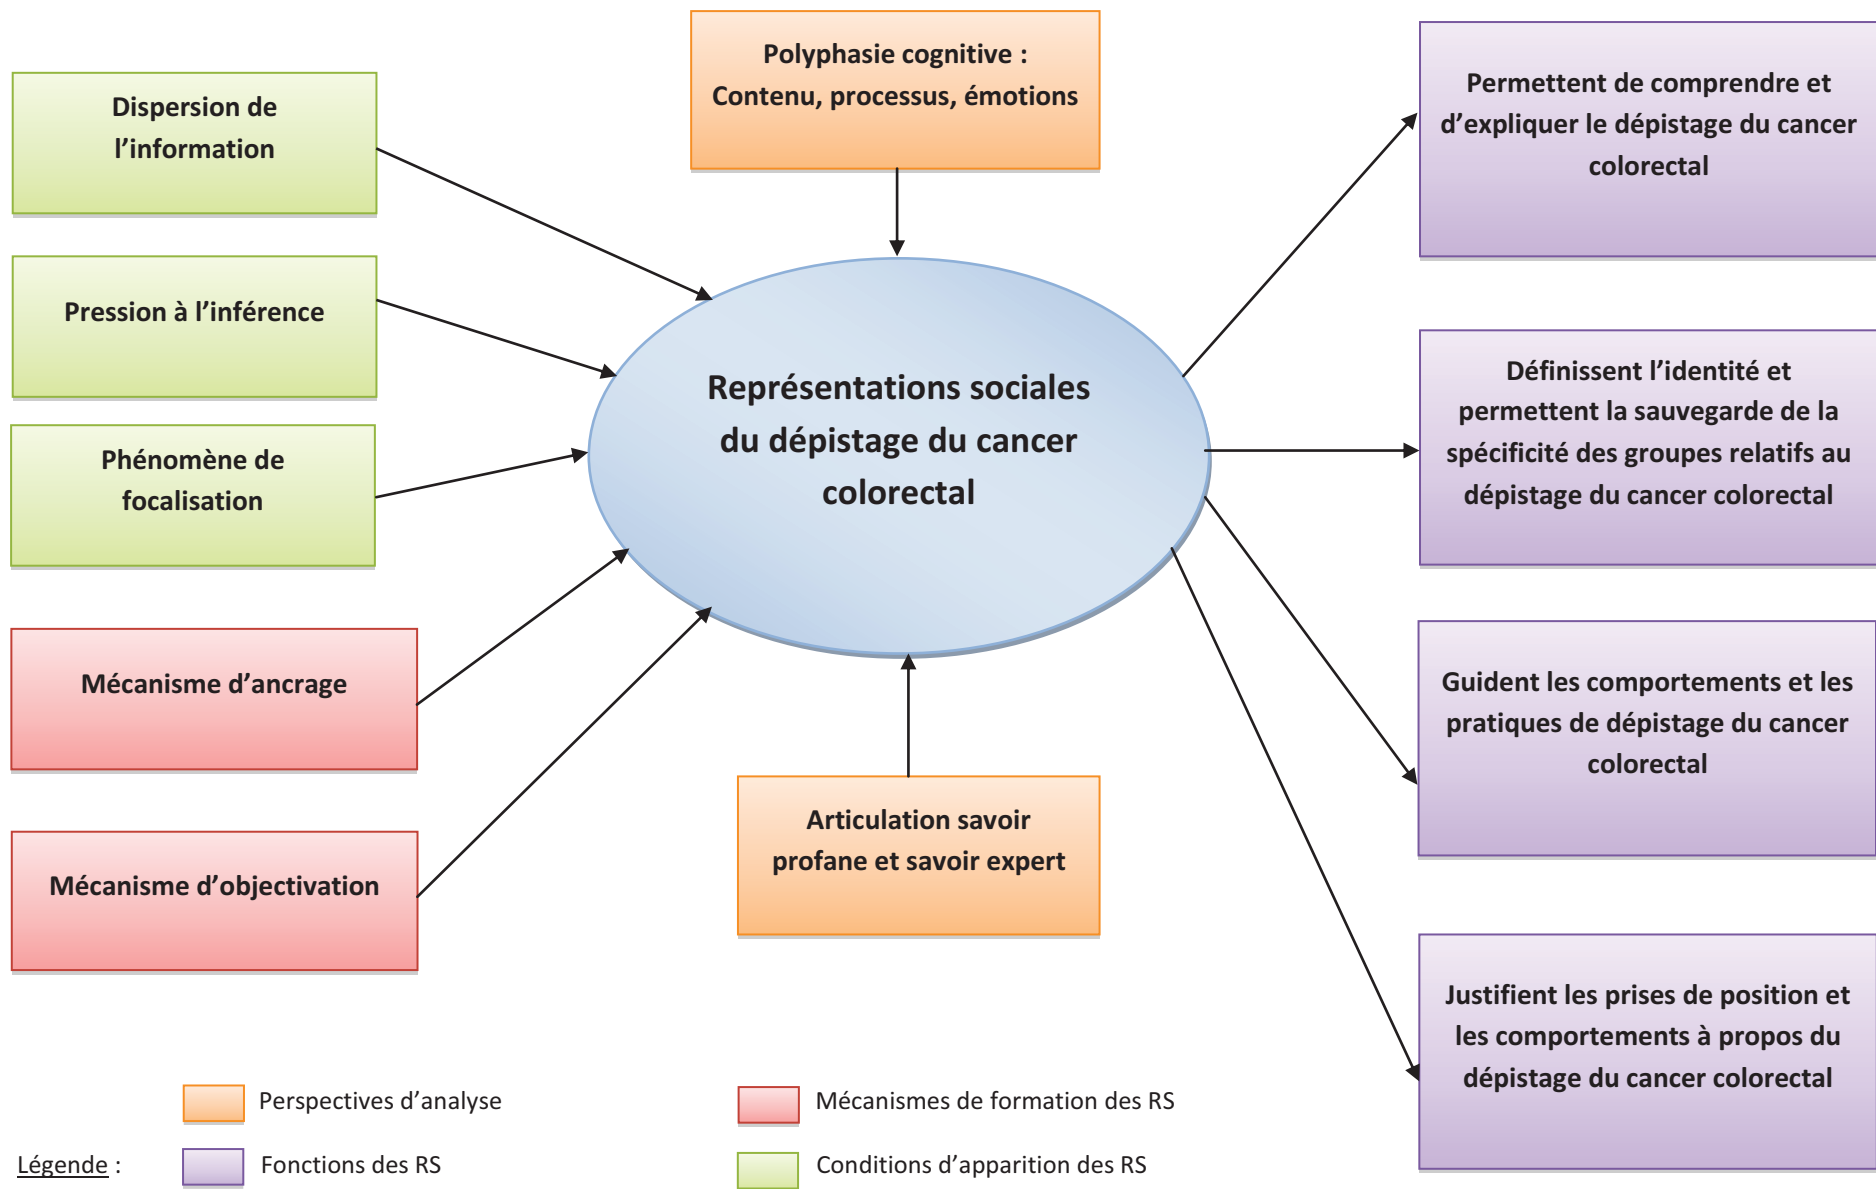 Dispersion de
l’information
Pression à l’inférence
Phénomène de
focalisation
Mécanisme d’ancrage
Mécanisme d’objectivation
Polyphasie cognitive :
Contenu, processus, émotions
Représentations sociales
du dépistage du cancer
colorectal
Articulation savoir
profane et savoir expert
Permettent de comprendre et
d’expliquer le dépistage du cancer
colorectal
Définissent l’identité et
permettent la sauvegarde de la
spécificité des groupes relatifs au
dépistage du cancer colorectal
Guident les comportements et les
pratiques de dépistage du cancer
colorectal
Justifient les prises de position et
les comportements à propos du
dépistage du cancer colorectal
Légende :
Perspectives d’analyse
Mécanismes de formation des RS
Fonctions des RS
Conditions d’apparition des RS